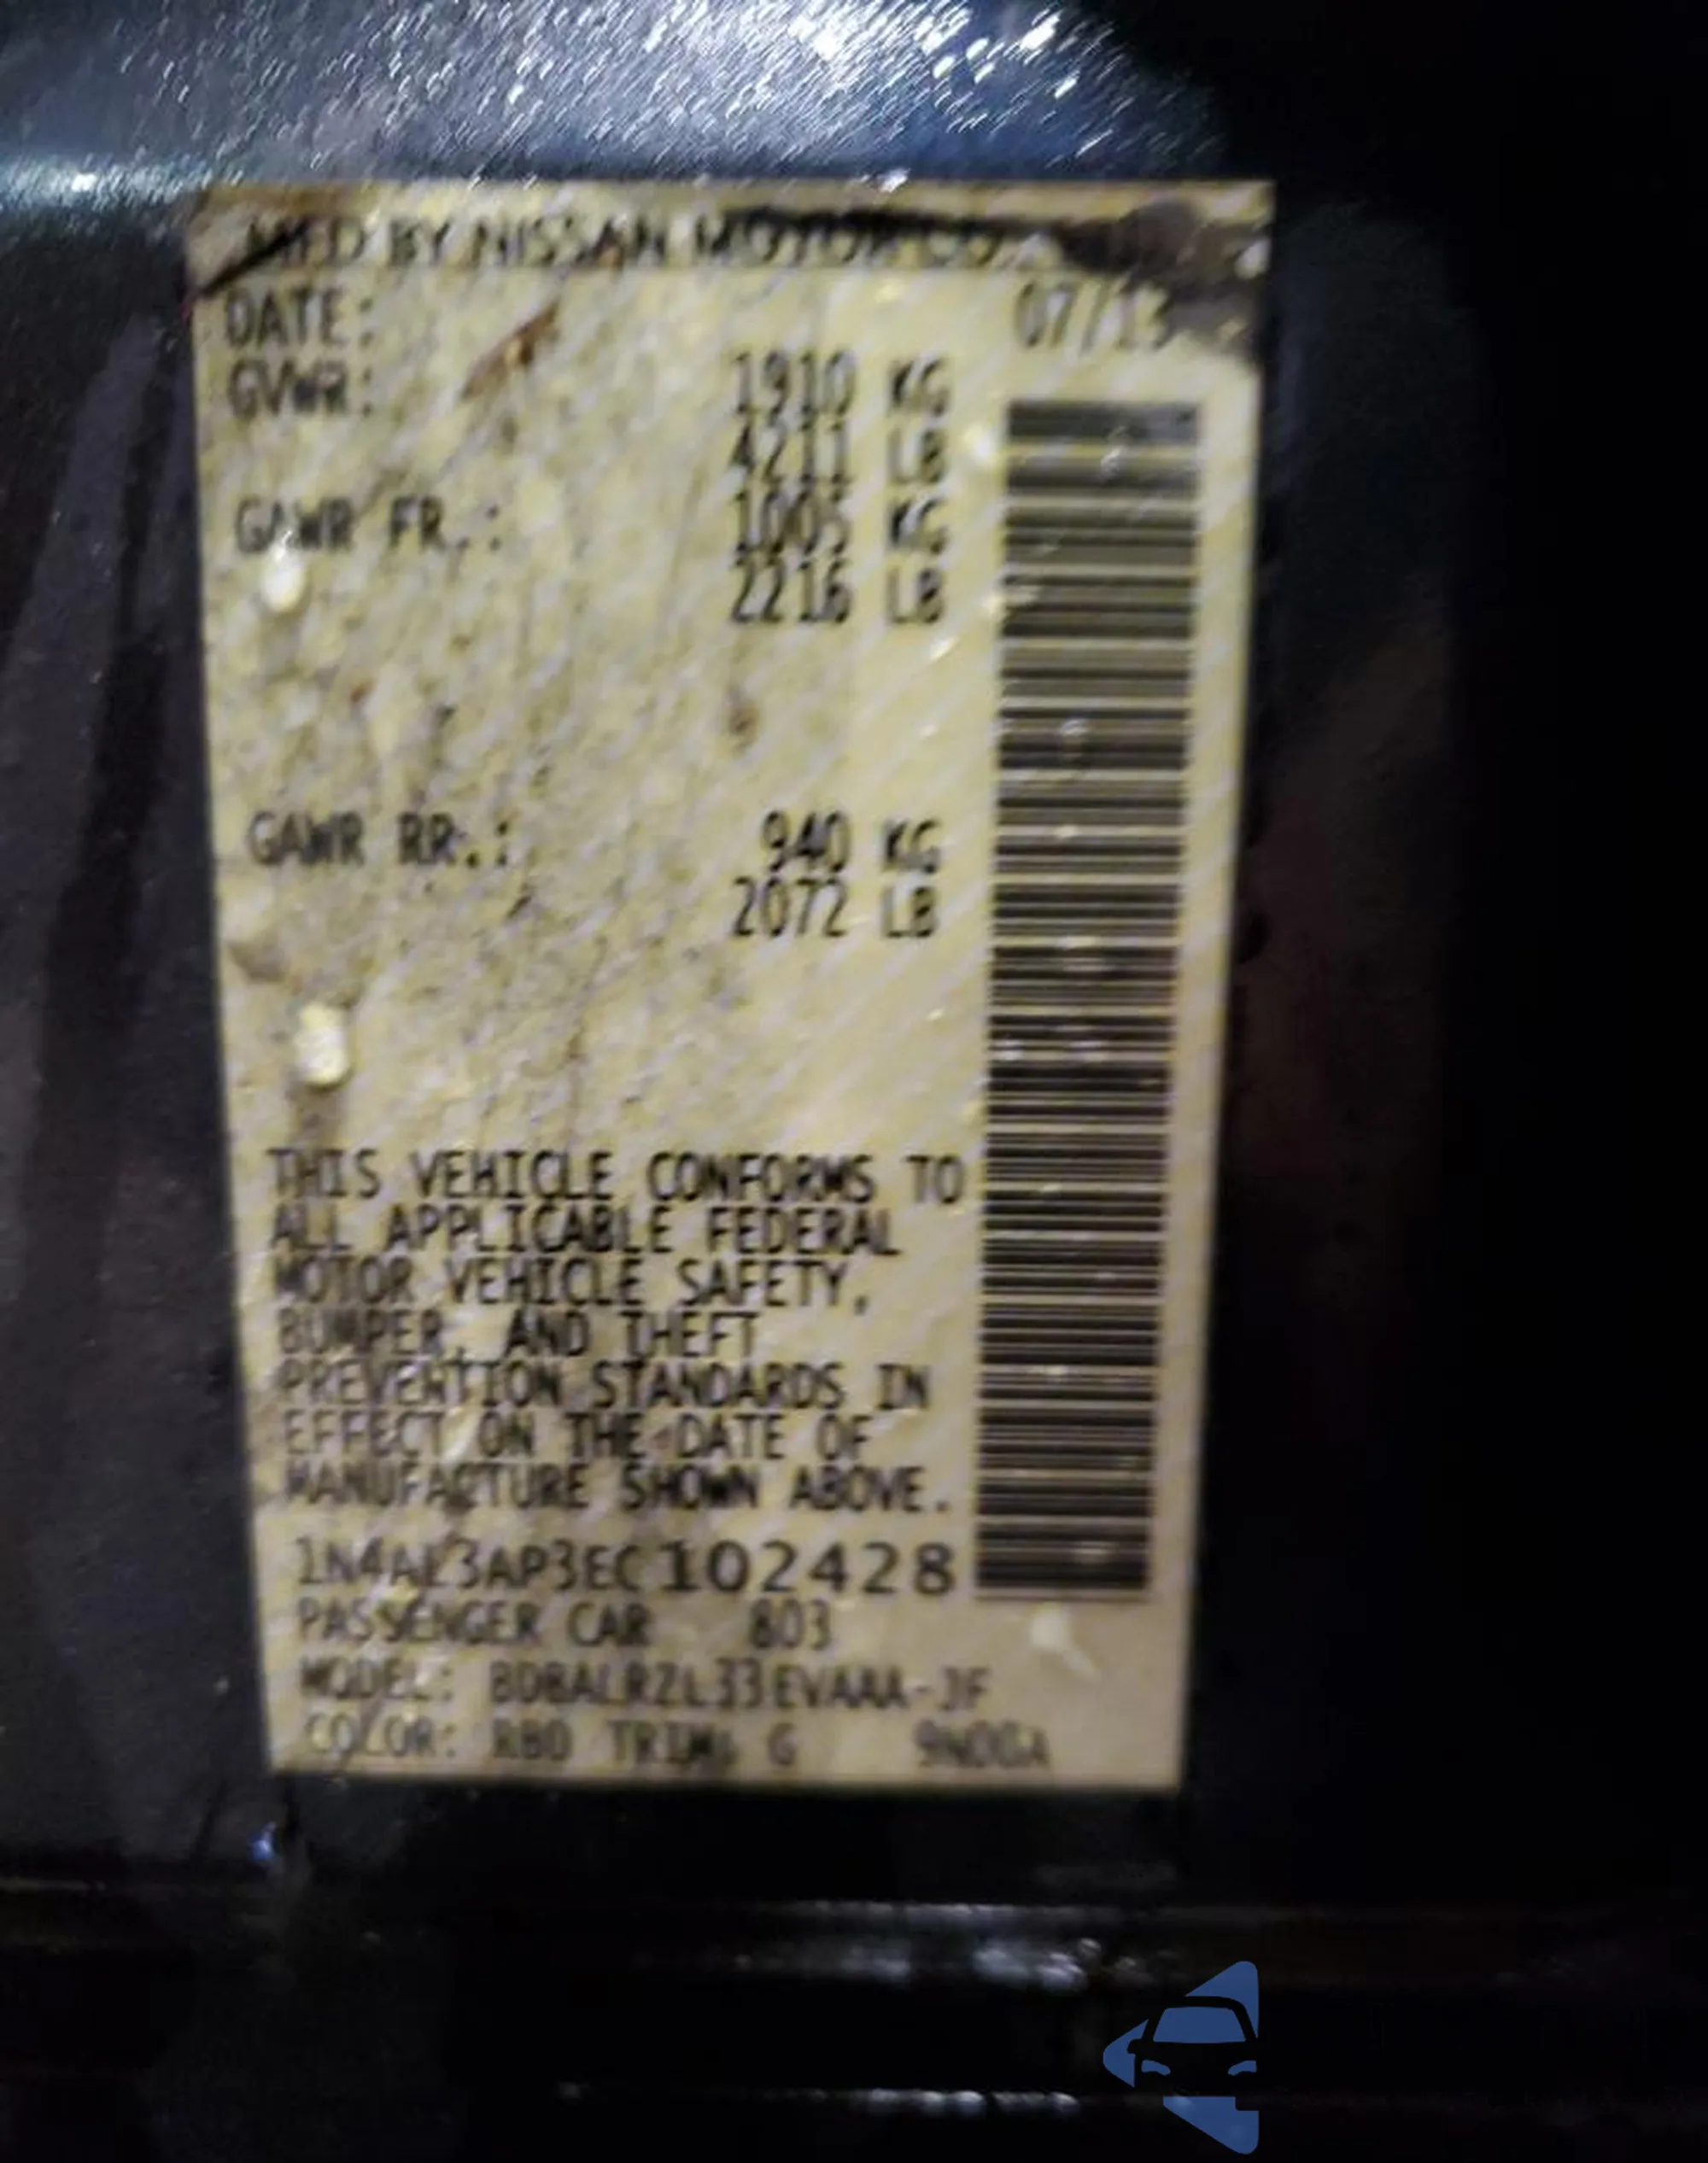 MFD BY NISSAN MOTOR CO.,
DATE: 07/13
GVWR: 1910 KG
4211 LB
GAWR FR.: 1005 KG
2216 LB
GAWR RR.: 940 KG
2072 LB
THIS VEHICLE CONFORMS TO
ALL APPLICABLE FEDERAL
MOTOR VEHICLE SAFETY,
BUMPER, AND THEFT
PREVENTION STANDARDS IN
EFFECT ON THE DATE OF
MANUFACTURE SHOWN ABOVE.
1N4AL3AP3EC102428
PASSENGER CAR 803
MODEL: BDBALRZL33EVAAA-JF
COLOR: RBD TRIM: G